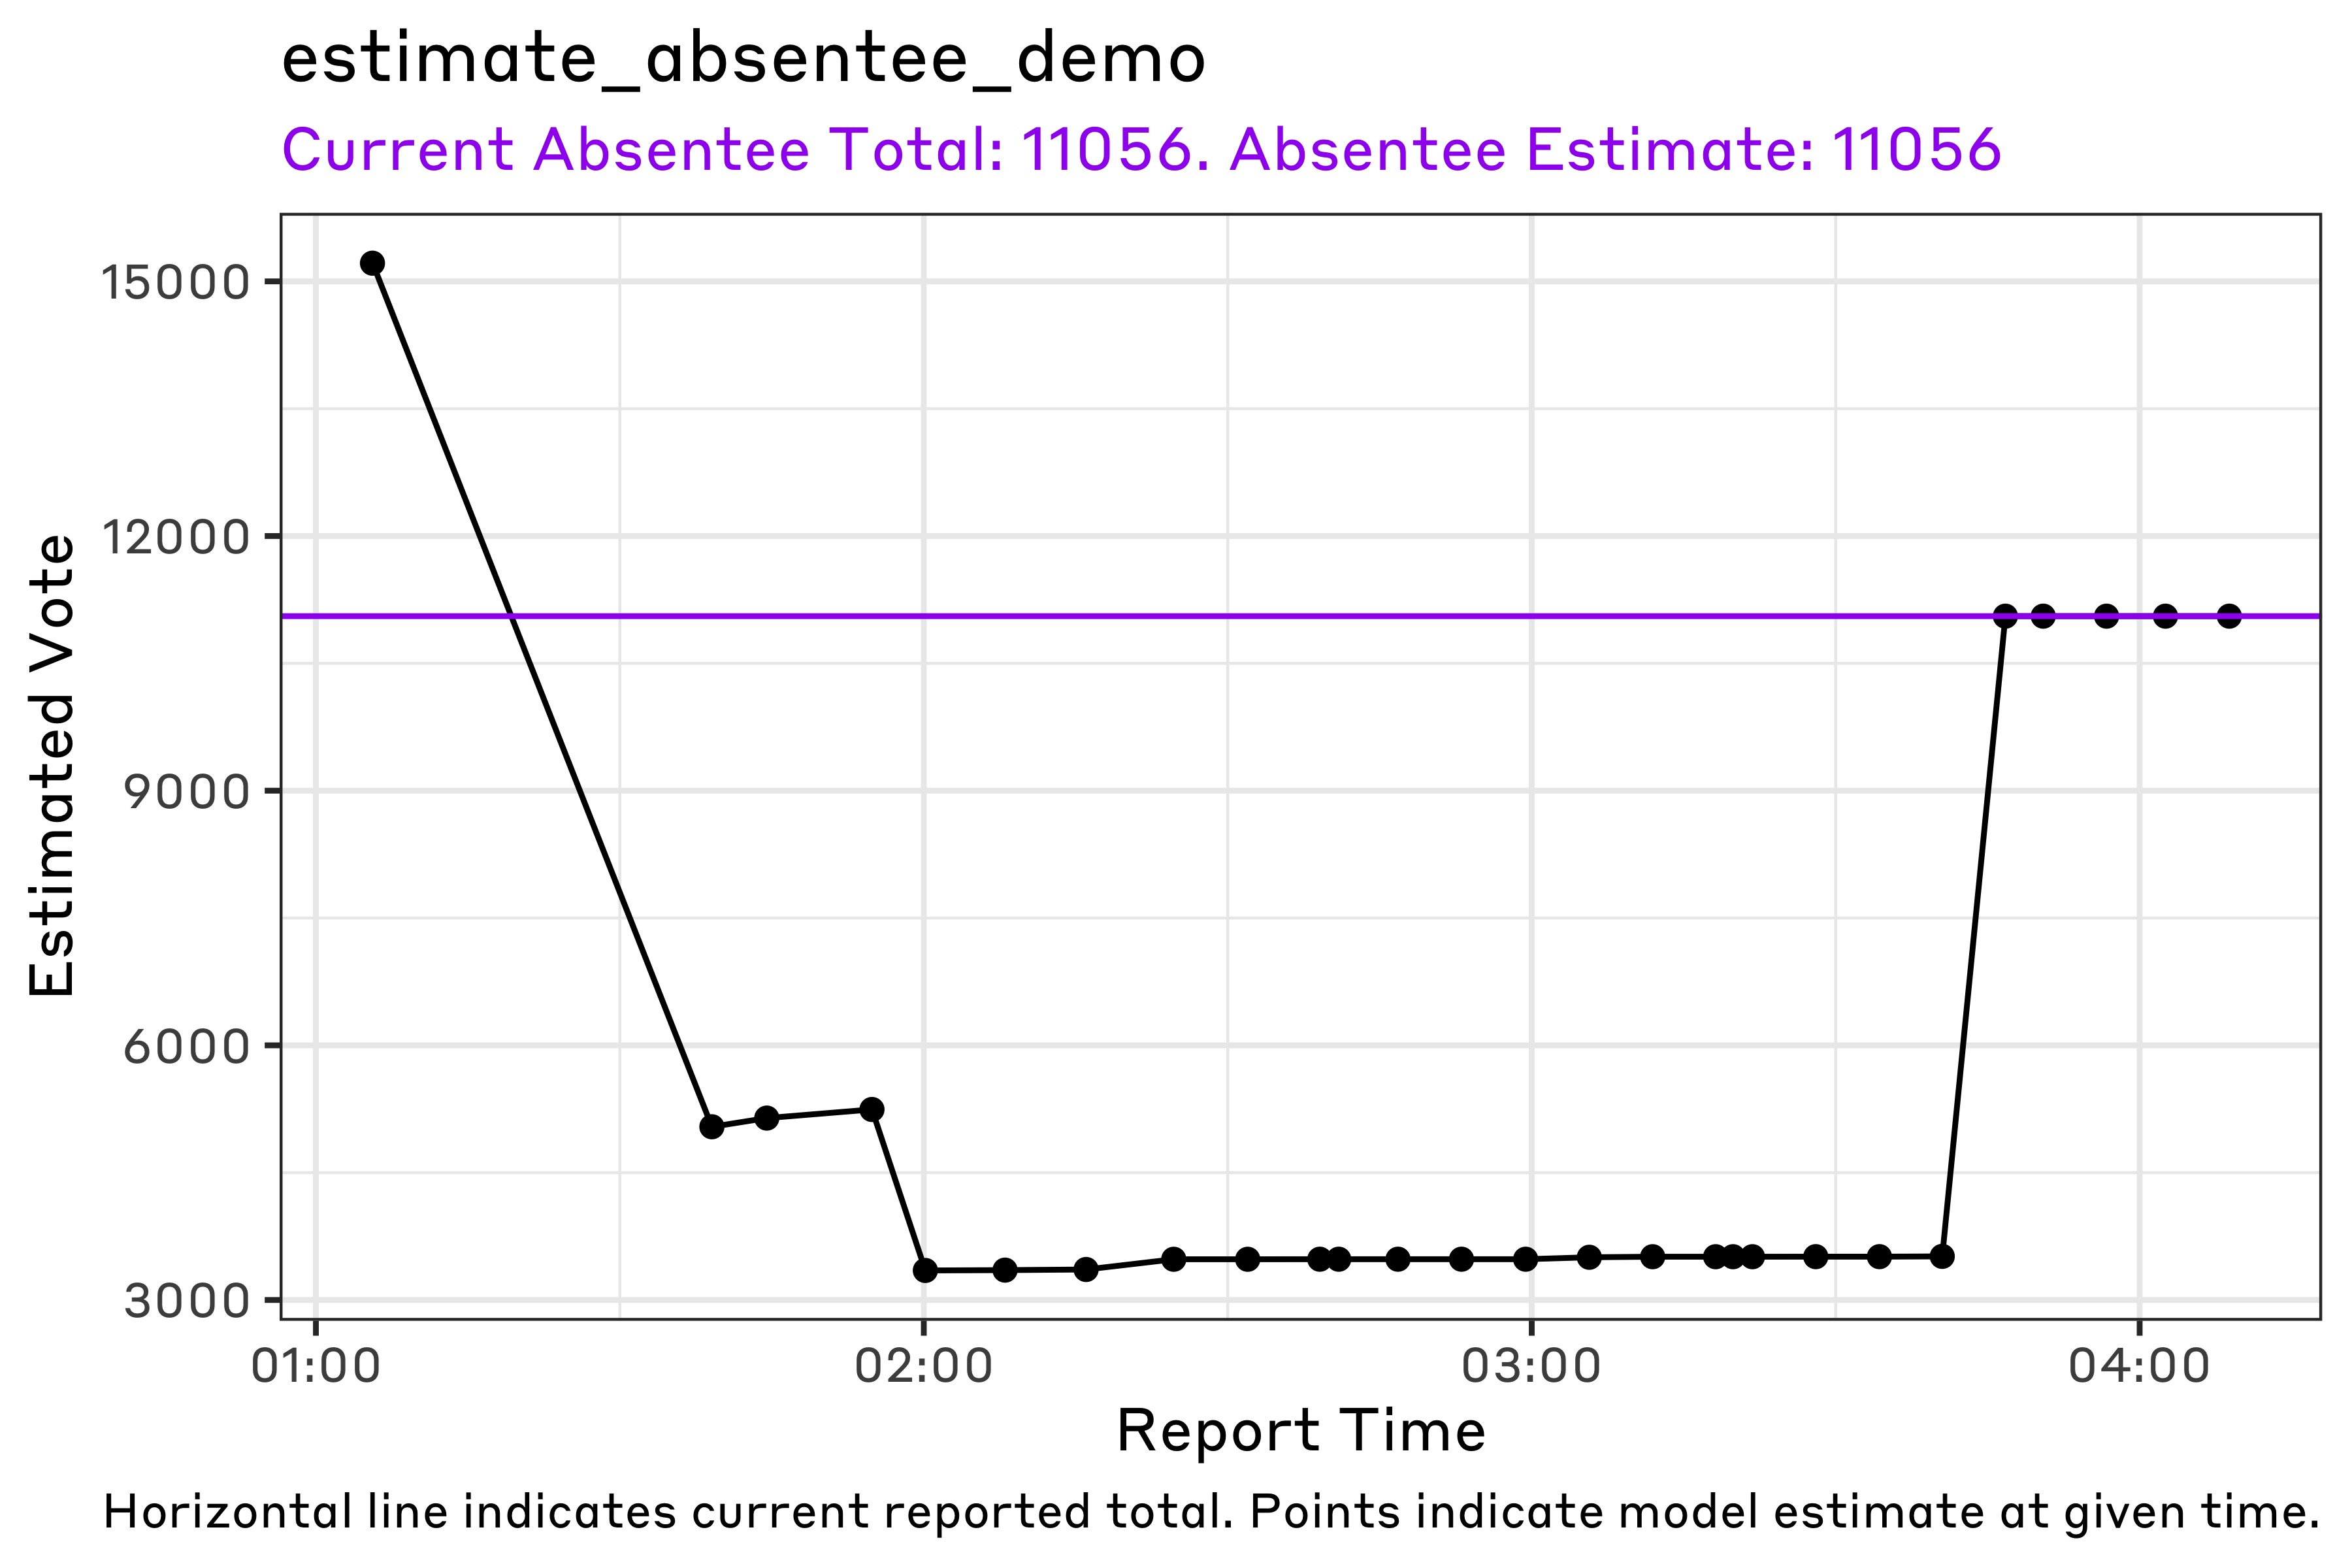 estimate_absentee_demo
Current Absentee Total: 11056. Absentee Estimate: 11056
Estimated Vote
15000
12000
9000
6000
3000
01:00 02:00 03:00 04:00
Report Time
Horizontal line indicates current reported total. Points indicate model estimate at given time.